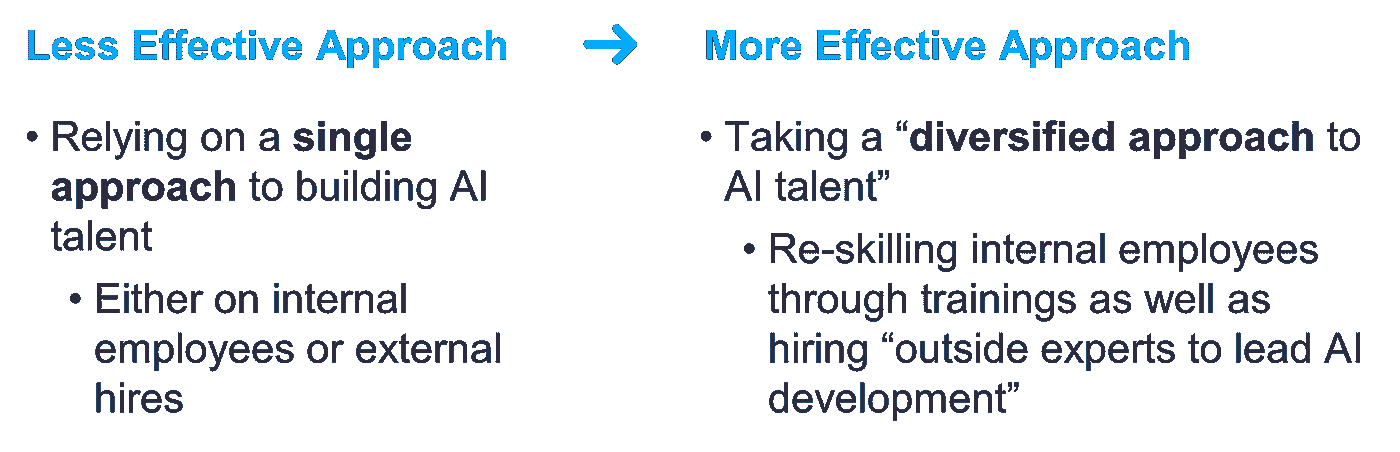 Less Effective Approach → More Effective Approach
• Relying on a single
approach to building AI
talent
• Either on internal
employees or external
hires
• Taking a “diversified approach to
AI talent”
• Re-skilling internal employees
through trainings as well as
hiring “outside experts to lead AI
development”